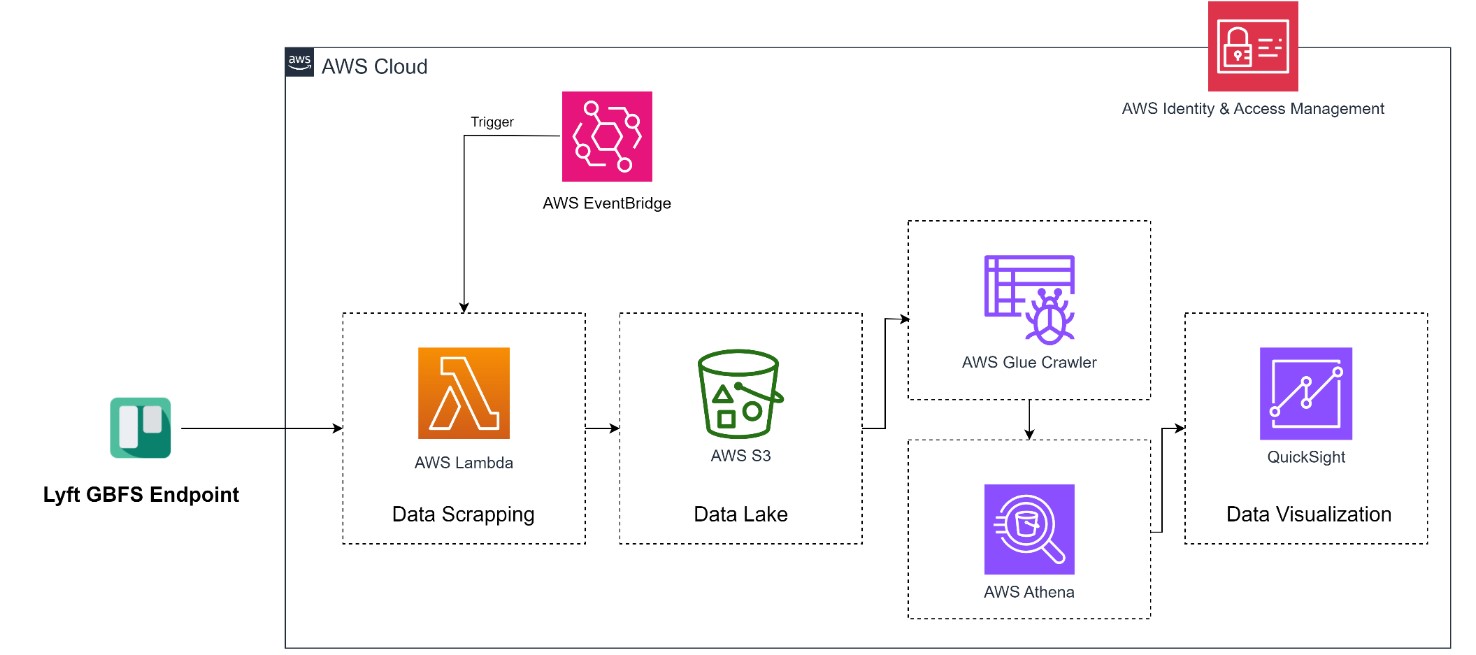 aws
AWS Cloud
AWS Identity & Access Management
Trigger
AWS EventBridge
AWS Glue Crawler
AWS Lambda
AWS S3
QuickSight
Lyft GBFS Endpoint
Data Scrapping
Data Lake
Data Visualization
AWS Athena